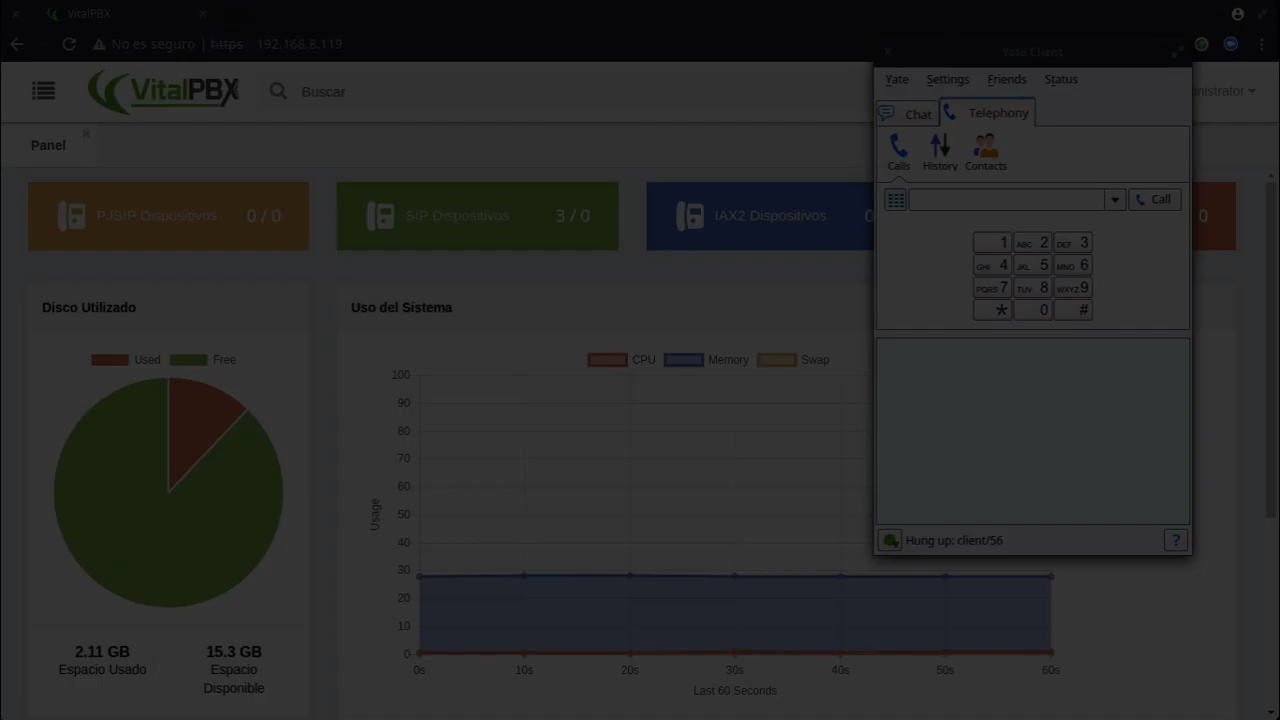 VitalPBX
No es seguro | https 192.168.8.119
VitalPBX
Buscar
nistrator
Panel
PJSIP Dispositivos 0 / 0
SIP Dispositivos 3 / 0
IAX2 Dispositivos 0
0
Disco Utilizado
Used Free
2.11 GB
Espacio Usado
15.3 GB
Espacio
Disponible
Uso del Sistema
CPU Memory Swap
100
90
80
70
60
50
40
30
20
10
0
Usage
0s 10s 20s 30s 40s 50s 60s
Last 60 Seconds
Yate Client
Yate Settings Friends Status
Chat Telephony
Calls History Contacts
Call
1 ABC 2 DEF 3
GHI 4 JKL 5 MNO 6
PQRS 7 TUV 8 WXYZ 9
* 0 #
Hung up: client/56
?